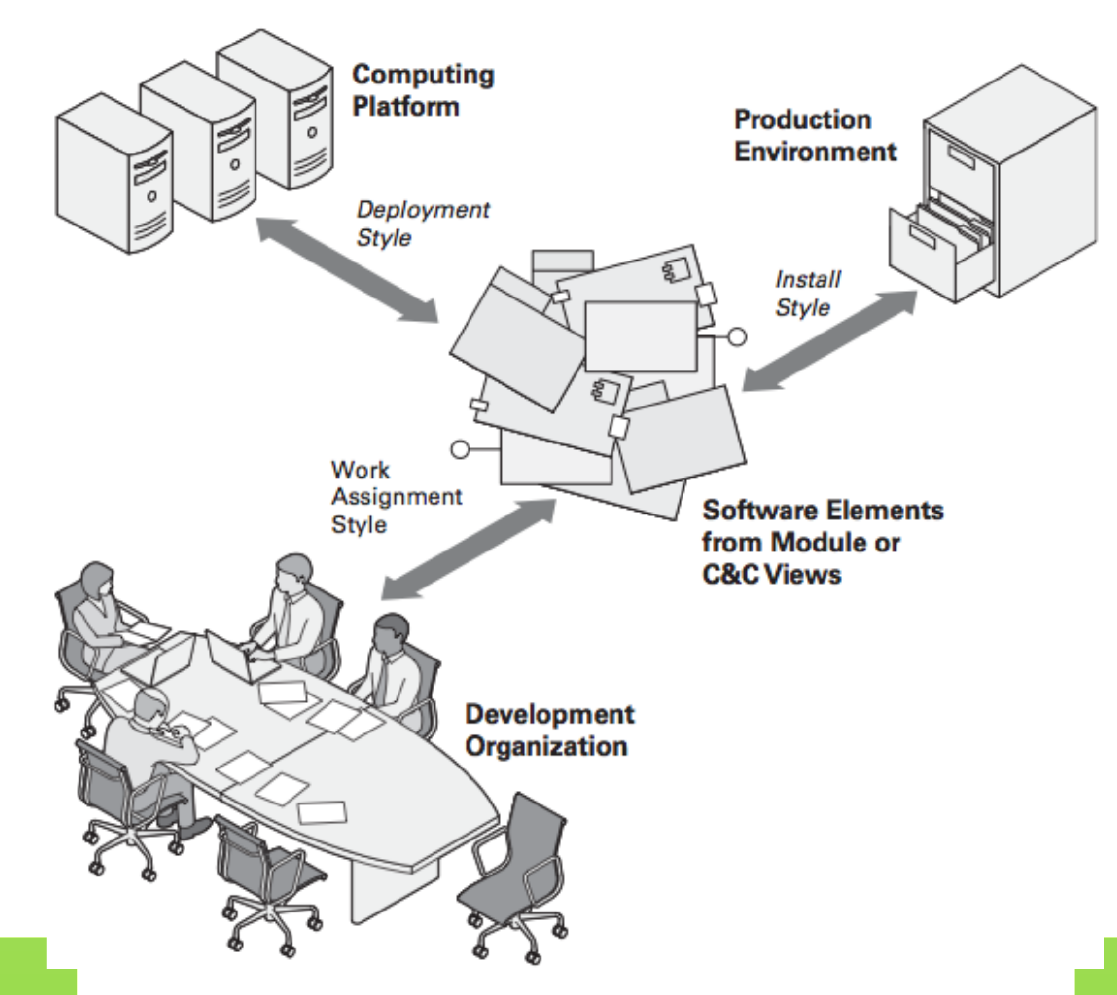 Computing
Platform
Production
Environment
Deployment
Style
Install
Style
Work
Assignment
Style
Software Elements
from Module or
C&C Views
Development
Organization